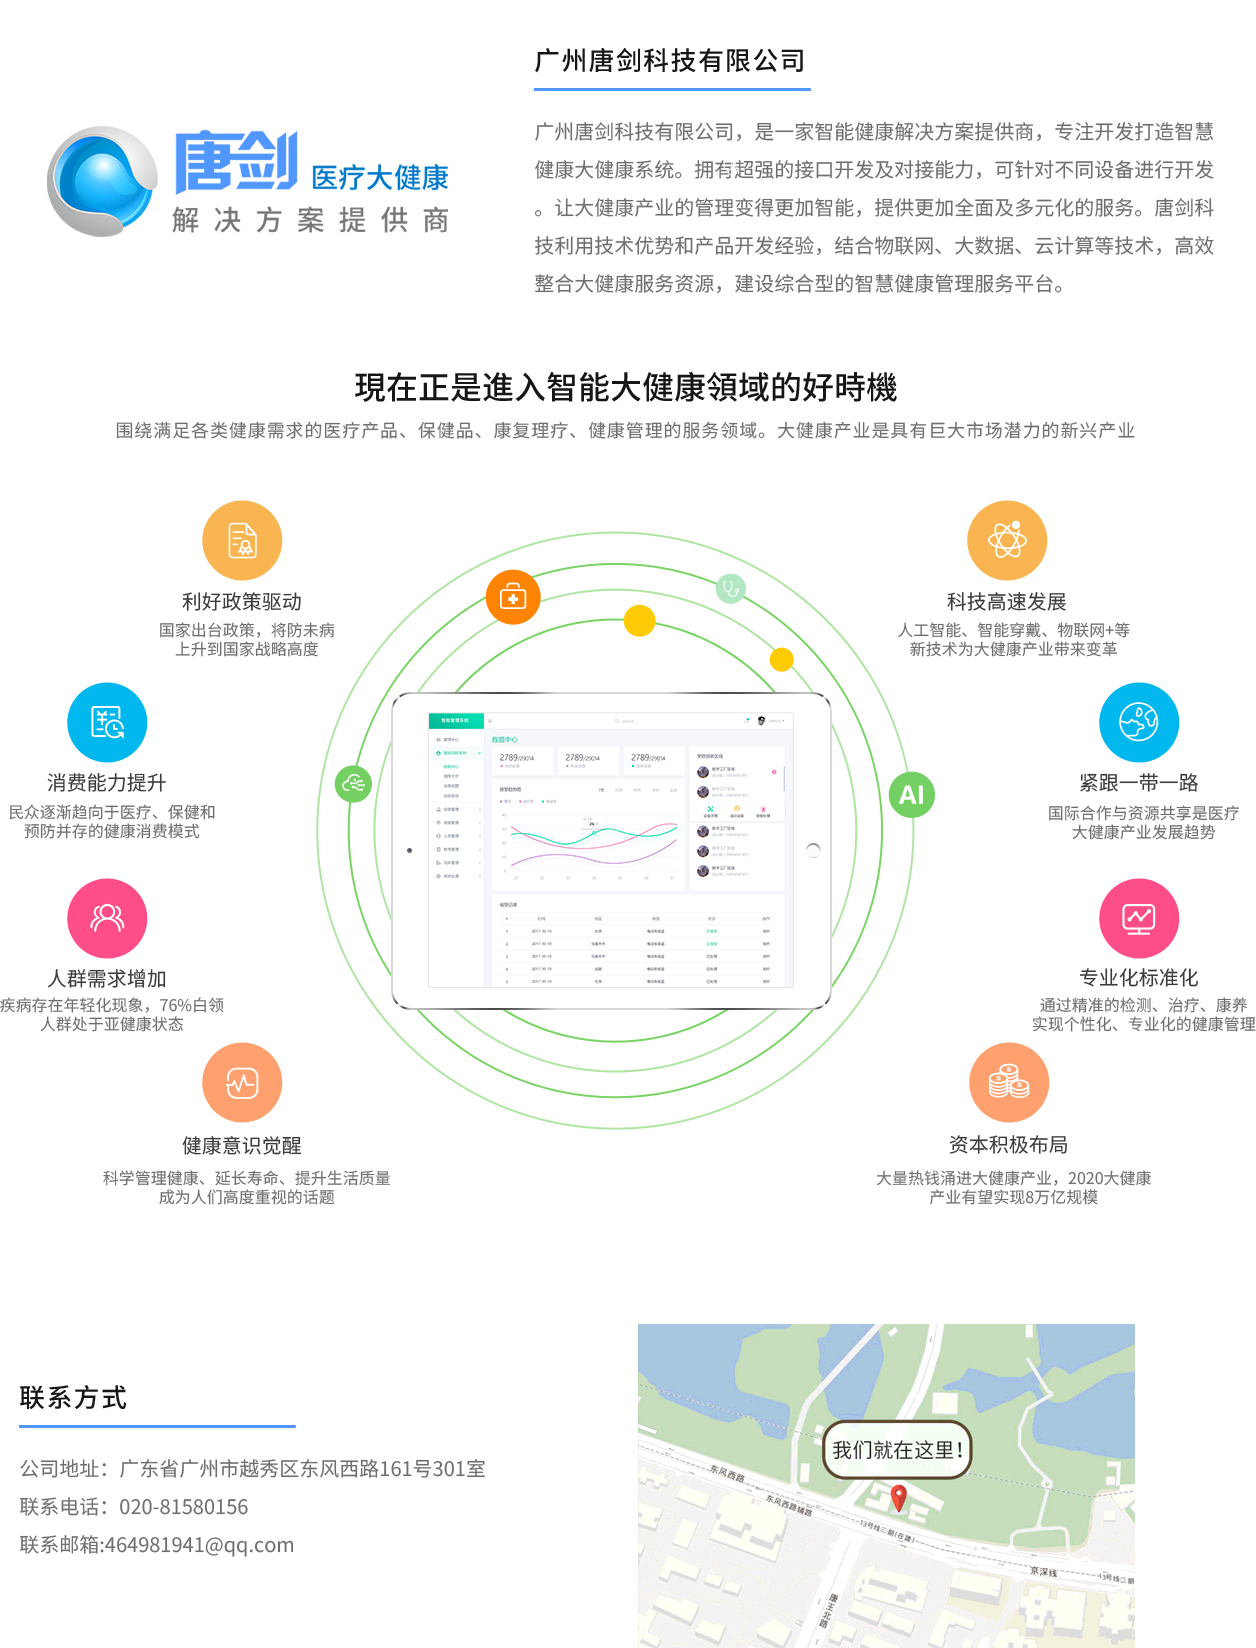 广州唐剑科技有限公司
唐剑 医疗大健康
解决方案提供商
广州唐剑科技有限公司，是一家智能健康解决方案提供商，专注开发打造智慧
健康大健康系统。拥有超强的接口开发及对接能力，可针对不同设备进行开发
。让大健康产业的管理变得更加智能，提供更加全面及多元化的服务。唐剑科
技利用技术优势和产品开发经验，结合物联网、大数据、云计算等技术，高效
整合大健康服务资源，建设综合型的智慧健康管理服务平台。
現在正是進入智能大健康領域的好時機
围绕满足各类健康需求的医疗产品、保健品、康复理疗、健康管理的服务领域。大健康产业是具有巨大市场潜力的新兴产业
利好政策驱动
国家出台政策，将防未病
上升到国家战略高度
科技高速发展
人工智能、智能穿戴、物联网+等
新技术为大健康产业带来变革
消费能力提升
民众逐渐趋向于医疗、保健和
预防并存的健康消费模式
紧跟一带一路
国际合作与资源共享是医疗
大健康产业发展趋势
AI
智能管理系统
数据中心
2789/29014
2789/29014
2789/29014
人群需求增加
疾病存在年轻化现象，76%白领
人群处于亚健康状态
专业化标准化
通过精准的检测、治疗、康养
实现个性化、专业化的健康管理
健康意识觉醒
科学管理健康、延长寿命、提升生活质量
成为人们高度重视的话题
资本积极布局
大量热钱涌进大健康产业，2020大健康
产业有望实现8万亿规模
联系方式
公司地址：广东省广州市越秀区东风西路161号301室
联系电话：020-81580156
联系邮箱:464981941@qq.com
我们就在这里！
东风西路
东风西路辅路
13号线二期(在建)
京深线
13号线二期
康王北路